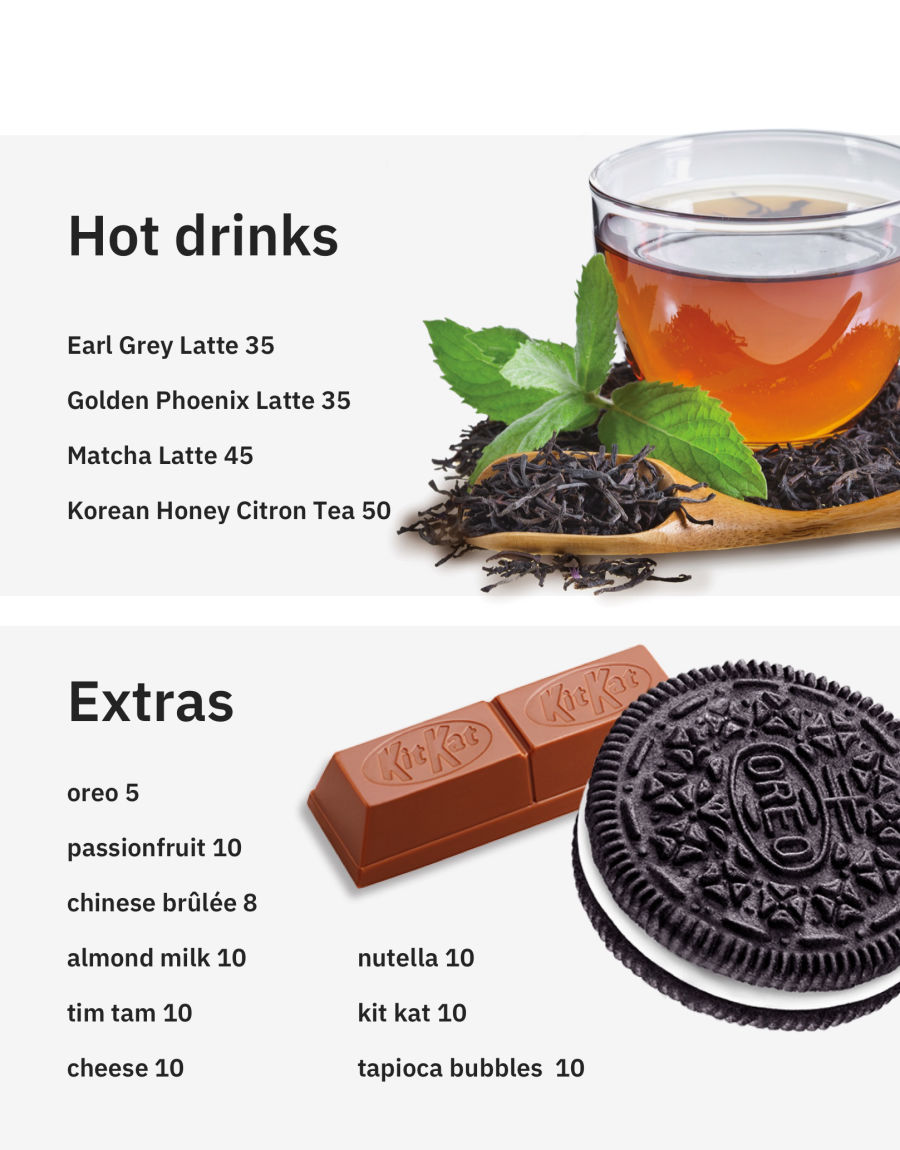 Hot drinks
Earl Grey Latte 35
Golden Phoenix Latte 35
Matcha Latte 45
Korean Honey Citron Tea 50
Extras
oreo 5
passionfruit 10
chinese brûlée 8
almond milk 10
tim tam 10
cheese 10
nutella 10
kit kat 10
tapioca bubbles  10
KitKat
KitKat
OREO